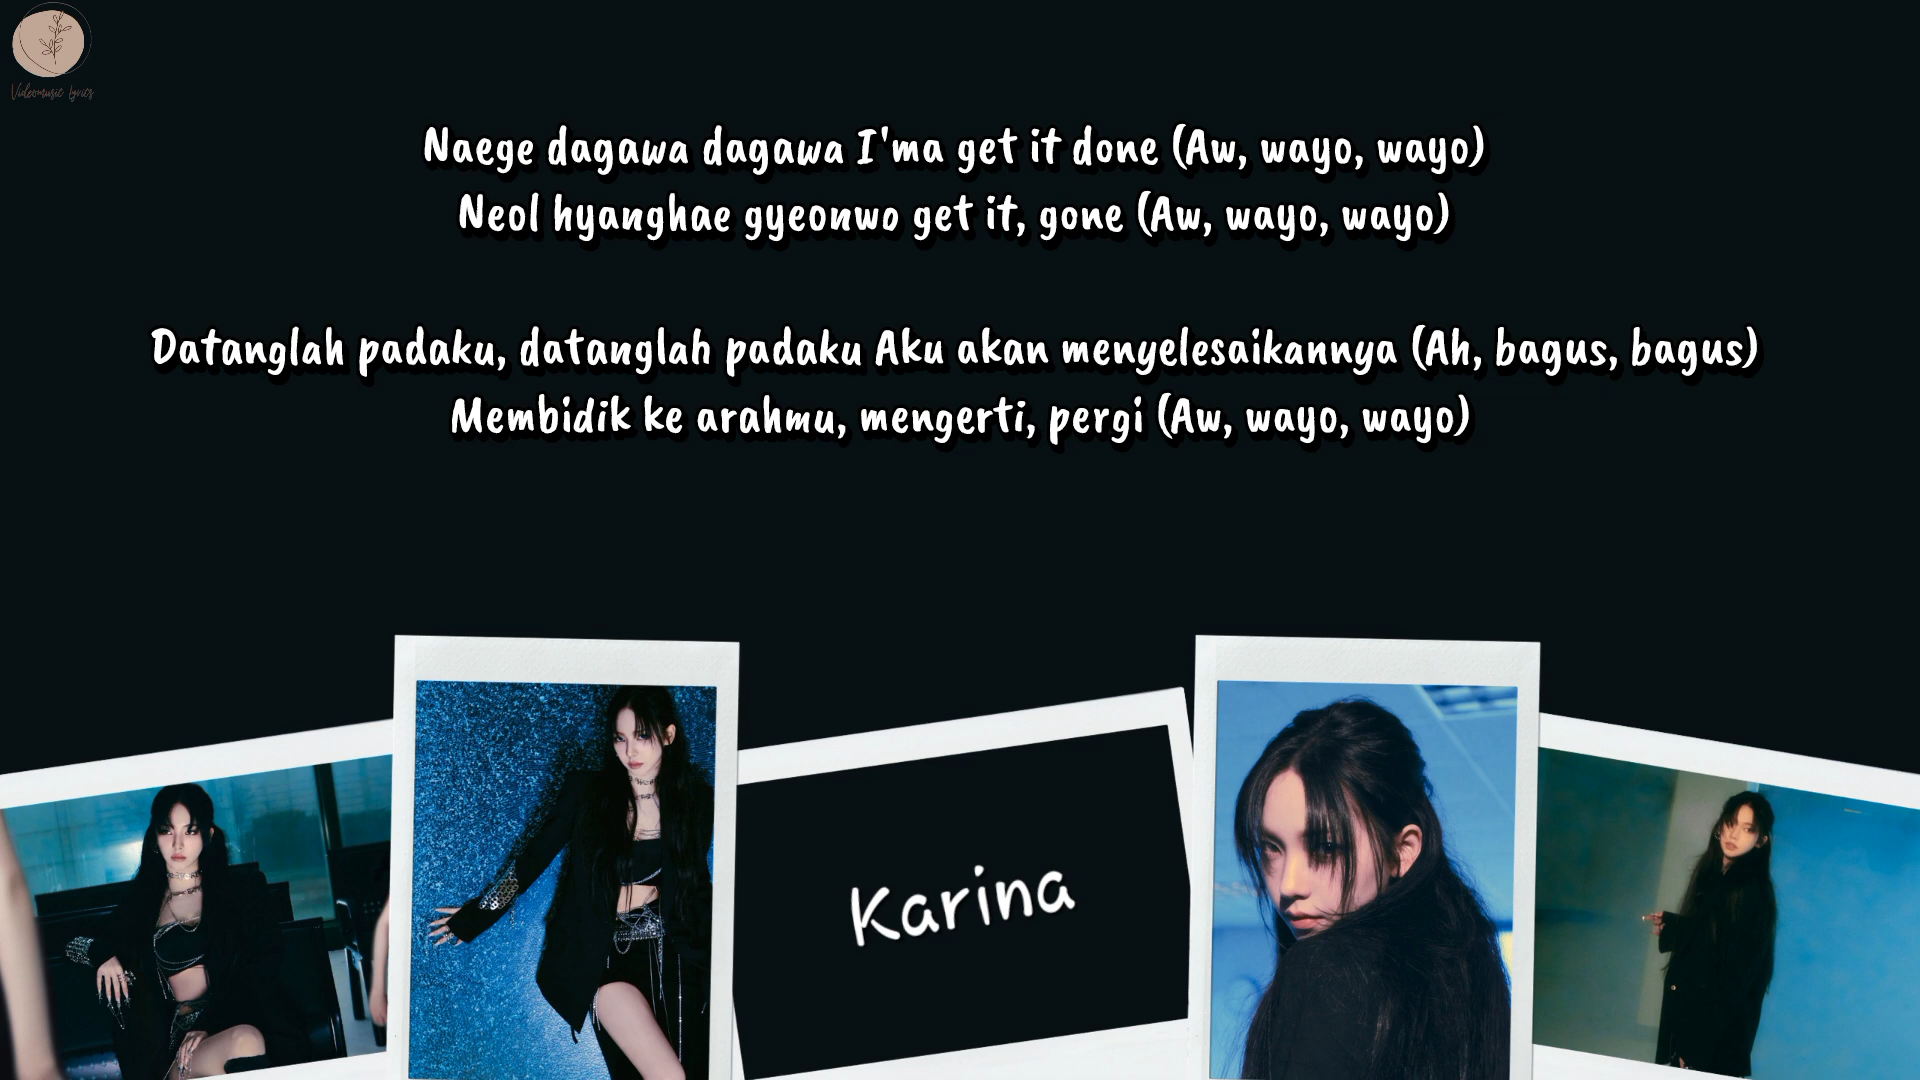 Videomusic Lyrics
Naege dagawa dagawa I'ma get it done (Aw, wayo, wayo)
Neol hyanghae gyeonwo get it, gone (Aw, wayo, wayo)
Datanglah padaku, datanglah padaku Aku akan menyelesaikannya (Ah, bagus, bagus)
Membidik ke arahmu, mengerti, pergi (Aw, wayo, wayo)
Karina